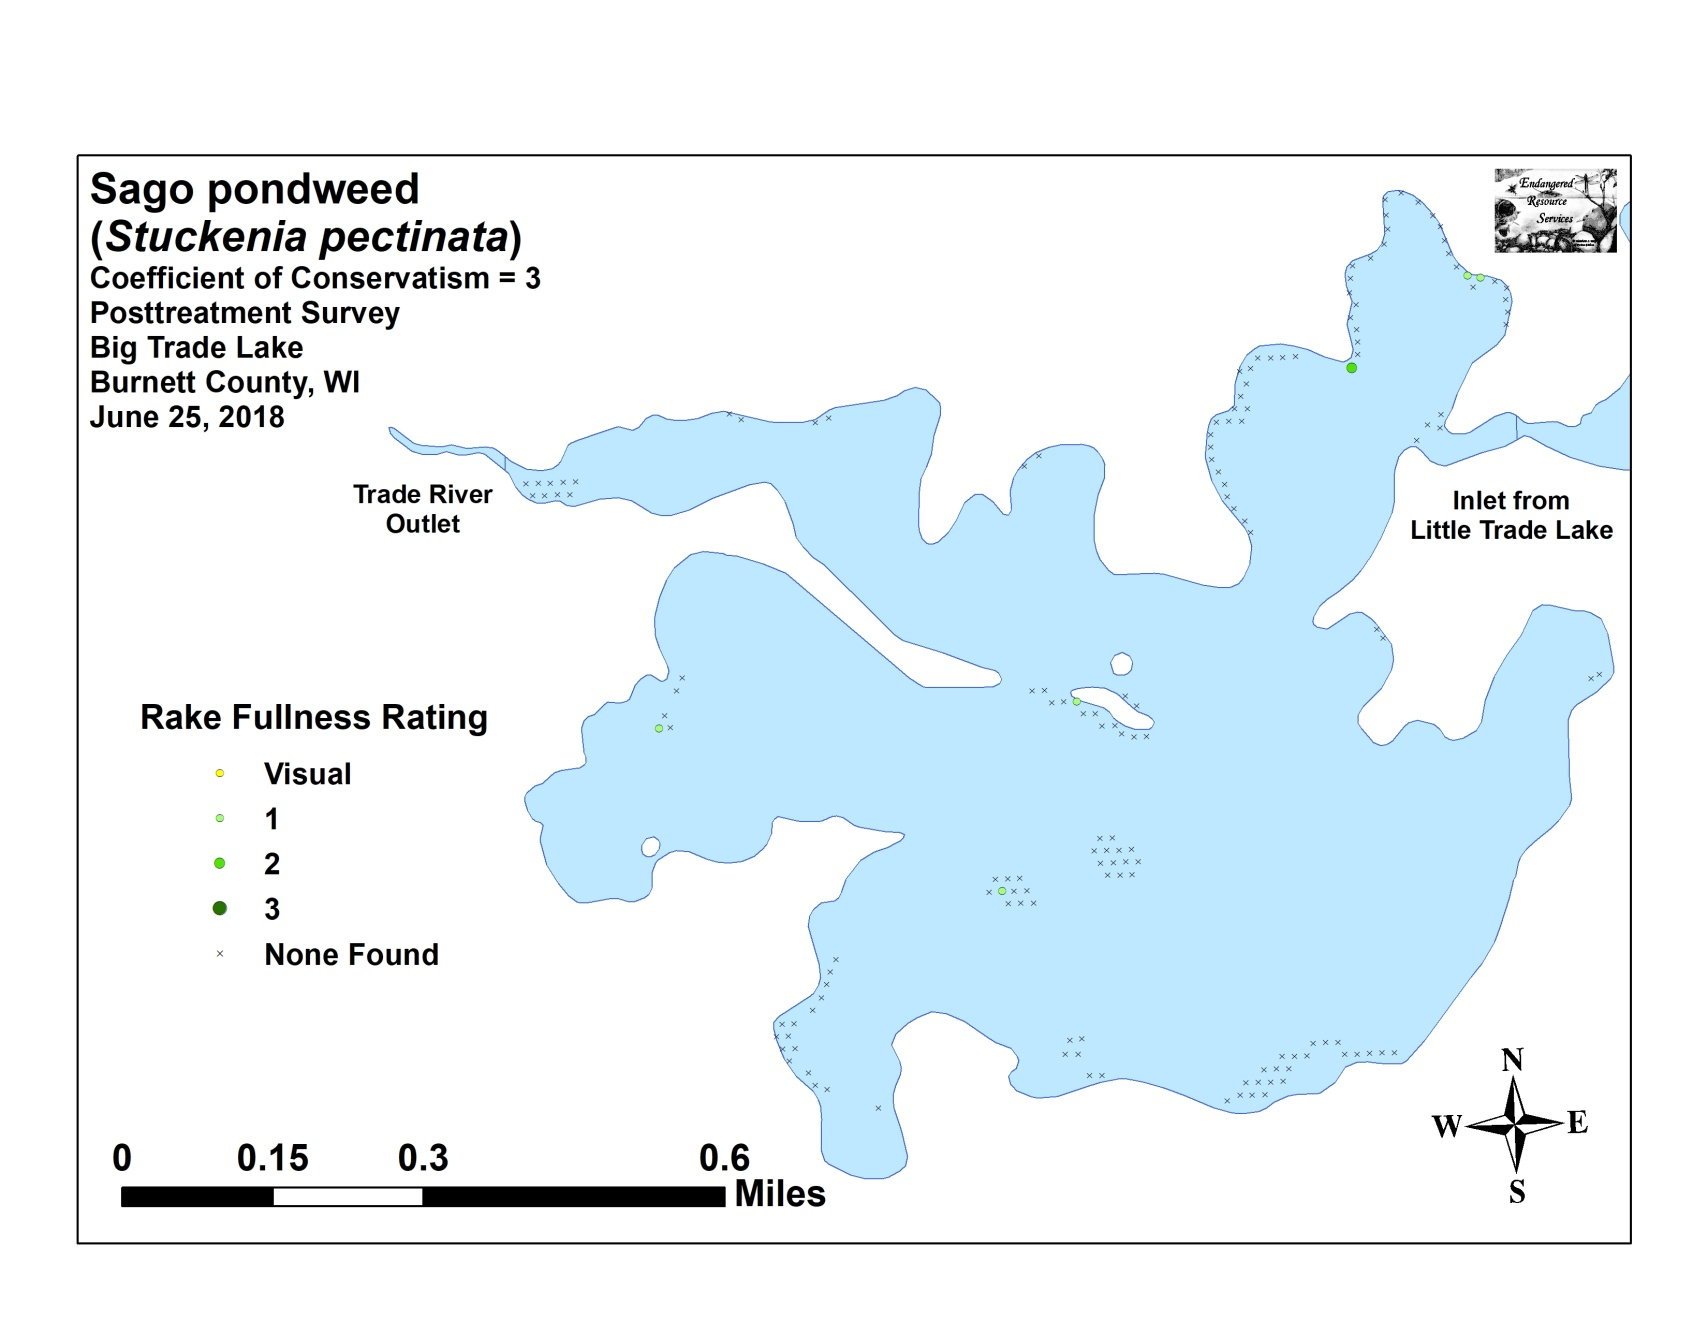 Sago pondweed
(Stuckenia pectinata)
Coefficient of Conservatism = 3
Posttreatment Survey
Big Trade Lake
Burnett County, WI
June 25, 2018
Endangered
Resource
Services
Trade River
Outlet
Inlet from
Little Trade Lake
Rake Fullness Rating
Visual
1
2
3
None Found
N
W E
S
0 0.15 0.3 0.6
Miles